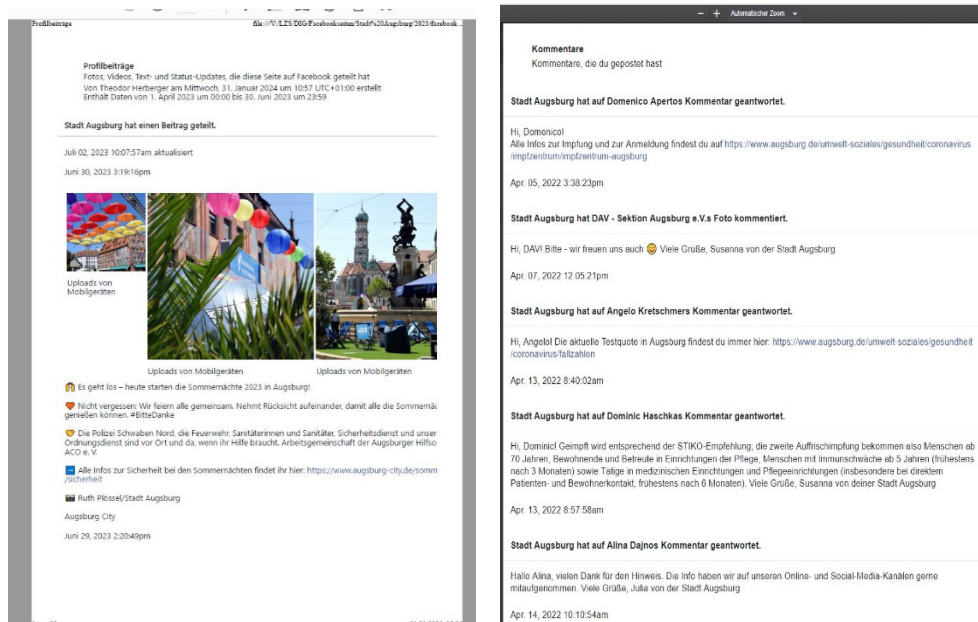 Profilbeiträge
file:///V:/LZS/DIG/Facebookseiten/Stadt%20Augsburg/2023/facebook...
Profilbeiträge
Fotos, Videos, Text- und Status-Updates, die diese Seite auf Facebook geteilt hat
Von Theodor Herberger am Mittwoch, 31. Januar 2024 um 10:57 UTC+01:00 erstellt
Enthält Daten von 1. April 2023 um 00:00 bis 30. Juni 2023 um 23:59
Stadt Augsburg hat einen Beitrag geteilt.
Juli 02, 2023 10:07:57am aktualisiert
Juni 30, 2023 3:19:16pm
Uploads von
Mobilgeräten
Uploads von Mobilgeräten
Uploads von Mobilgeräten
Es geht los – heute starten die Sommernächte 2023 in Augsburg!
Nicht vergessen: Wir feiern alle gemeinsam. Nehmt Rücksicht aufeinander, damit alle die Sommernäc
genießen können. #BitteDanke
Die Polizei Schwaben Nord, die Feuerwehr, Sanitäterinnen und Sanitäter, Sicherheitsdienst und unser
Ordnungsdienst sind vor Ort und da, wenn ihr Hilfe braucht. Arbeitsgemeinschaft der Augsburger Hilfso
ACO e. V.
Alle Infos zur Sicherheit bei den Sommernächten findet ihr hier: https://www.augsburg-city.de/somm
/sicherheit
Ruth Plössel/Stadt Augsburg
Augsburg City
Juni 29, 2023 2:20:49pm
Automatischer Zoom
Kommentare
Kommentare, die du gepostet hast
Stadt Augsburg hat auf Domenico Apertos Kommentar geantwortet.
Hi, Domenico!
Alle Infos zur Impfung und zur Anmeldung findest du auf https://www.augsburg.de/umwelt-soziales/gesundheit/coronavirus
/impfzentrum/impfzentrum-augsburg
Apr. 05, 2022 3:38:23pm
Stadt Augsburg hat DAV - Sektion Augsburg e.V.s Foto kommentiert.
Hi, DAV! Bitte - wir freuen uns auch 😊 Viele Grüße, Susanna von der Stadt Augsburg
Apr. 07, 2022 12:05:21pm
Stadt Augsburg hat auf Angelo Kretschmers Kommentar geantwortet.
Hi, Angelo! Die aktuelle Testquote in Augsburg findest du immer hier: https://www.augsburg.de/umwelt-soziales/gesundheit
/coronavirus/fallzahlen
Apr. 13, 2022 8:40:02am
Stadt Augsburg hat auf Dominic Haschkas Kommentar geantwortet.
Hi, Dominic! Geimpft wird entsprechend der STIKO-Empfehlung; die zweite Auffrischimpfung bekommen also Menschen ab
70 Jahren, Bewohnende und Betreute in Einrichtungen der Pflege, Menschen mit Immunschwäche ab 5 Jahren (frühestens
nach 3 Monaten) sowie Tätige in medizinischen Einrichtungen und Pflegeeinrichtungen (insbesondere bei direktem
Patienten- und Bewohnerkontakt, frühestens nach 6 Monaten). Viele Grüße, Susanna von deiner Stadt Augsburg
Apr. 13, 2022 8:57:58am
Stadt Augsburg hat auf Alina Dajnos Kommentar geantwortet.
Hallo Alina, vielen Dank für den Hinweis. Die Info haben wir auf unseren Online- und Social-Media-Kanälen gerne
mitaufgenommen. Viele Grüße, Julia von der Stadt Augsburg
Apr. 14, 2022 10:10:54am